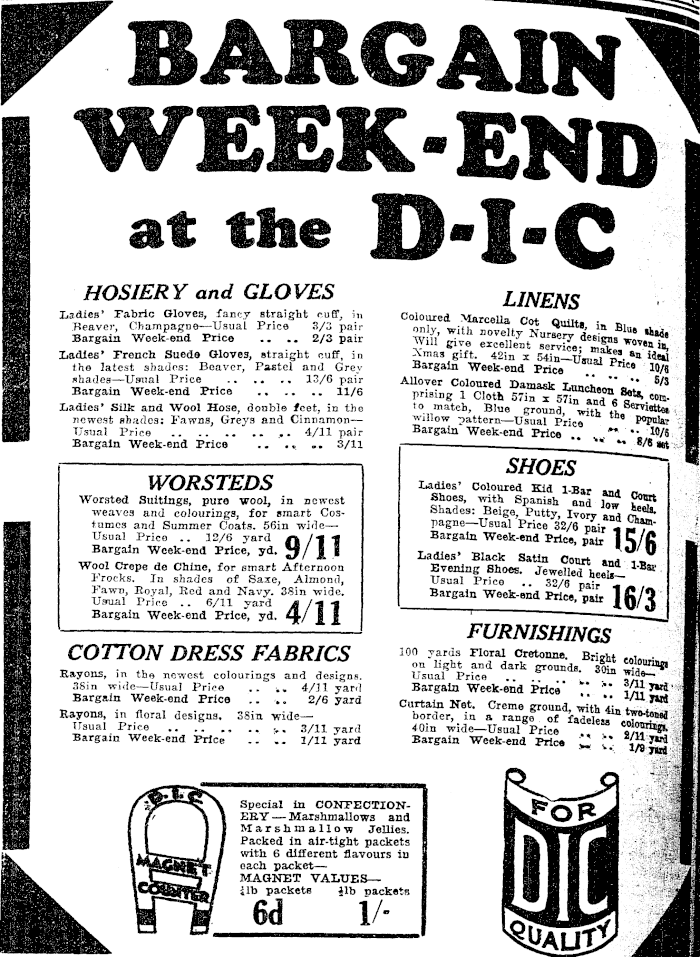 BARGAIN
WEEK-END
at the D-I-C
HOSIERY and GLOVES
Ladies' Fabric Gloves, fancy straight cuff, in
Beaver, Champagne—Usual Price 3/3 pair
Bargain Week-end Price .. .. 2/3 pair
Ladies' French Suede Gloves, straight cuff, in
the latest shades: Beaver, Pastel and Grey
shades—Usual Price .. .. .. 13/6 pair
Bargain Week-end Price .. .. .. 11/6
Ladies' Silk and Wool Hose, double feet, in the
newest shades: Fawns, Greys and Cinnamon—
Usual Price .. .. .. .. .. 4/11 pair
Bargain Week-end Price .. .. .. 3/11
WORSTEDS
Worsted Suitings, pure wool, in newest
weaves and colourings, for smart Cos-
tumes and Summer Coats. 56in wide—
Usual Price .. 12/6 yard
Bargain Week-end Price, yd. 9/11
Wool Crepe de Chine, for smart Afternoon
Frocks. In shades of Saxe, Almond,
Fawn, Royal, Red and Navy. 38in wide.
Usual Price .. 6/11 yard
Bargain Week-end Price, yd. 4/11
COTTON DRESS FABRICS
Rayons, in the newest colourings and designs.
38in wide—Usual Price .. .. 4/11 yard
Bargain Week-end Price .. .. 2/6 yard
Rayons, in floral designs. 38in wide—
Usual Price .. .. .. .. .. 3/11 yard
Bargain Week-end Price .. .. 1/11 yard
LINENS
Coloured Marcella Cot Quilts, in Blue shade
only, with novelty Nursery designs woven in.
Will give excellent service; makes an ideal
Xmas gift. 42in x 54in—Usual Price 10/6
Bargain Week-end Price .. .. .. 5/3
Allover Coloured Damask Luncheon Sets, com-
prising 1 Cloth 57in x 57in and 6 Serviettes
to match, Blue ground, with the popular
willow pattern—Usual Price .. .. 10/6
Bargain Week-end Price .. .. .. 8/6 set
SHOES
Ladies' Coloured Kid 1-Bar and Court
Shoes, with Spanish and low heels.
Shades: Beige, Putty, Ivory and Cham-
pagne—Usual Price 32/6 pair
Bargain Week-end Price, pair 15/6
Ladies' Black Satin Court and 1-Bar
Evening Shoes. Jewelled heels—
Usual Price .. 32/6 pair
Bargain Week-end Price, pair 16/3
FURNISHINGS
100 yards Floral Cretonne. Bright colourings
on light and dark grounds. 30in wide—
Usual Price .. .. .. .. .. 3/11 yard
Bargain Week-end Price .. .. 1/11 yard
Curtain Net. Creme ground, with 4in two-toned
border, in a range of fadeless colourings.
40in wide—Usual Price .. .. 2/11 yard
Bargain Week-end Price .. .. 1/9 yard
D-I-C
MAGNET
COUNTER
Special in CONFECTION-
ERY—Marshmallows and
Marshmallow Jellies.
Packed in air-tight packets
with 6 different flavours in
each packet—
MAGNET VALUES—
lb packets lb packets
6d 1/-
FOR
DIC
QUALITY